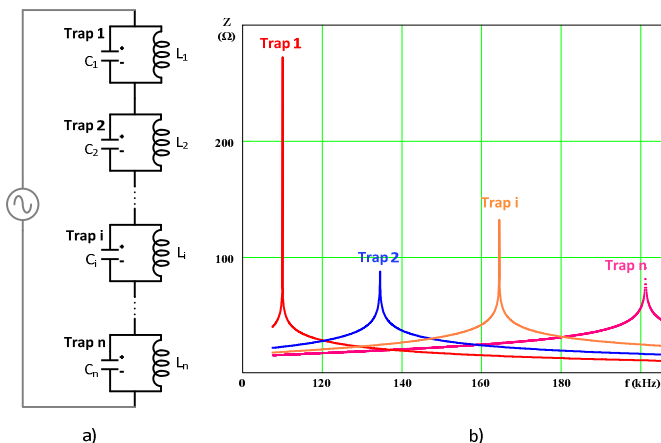 Trap 1
C1
L1
Trap 2
C2
L2
Trap i
Ci
Li
Trap n
Cn
Ln
a)
Z
(Ω)
200
100
Trap 1
Trap 2
Trap i
Trap n
0 120 140 160 180 f (kHz)
b)